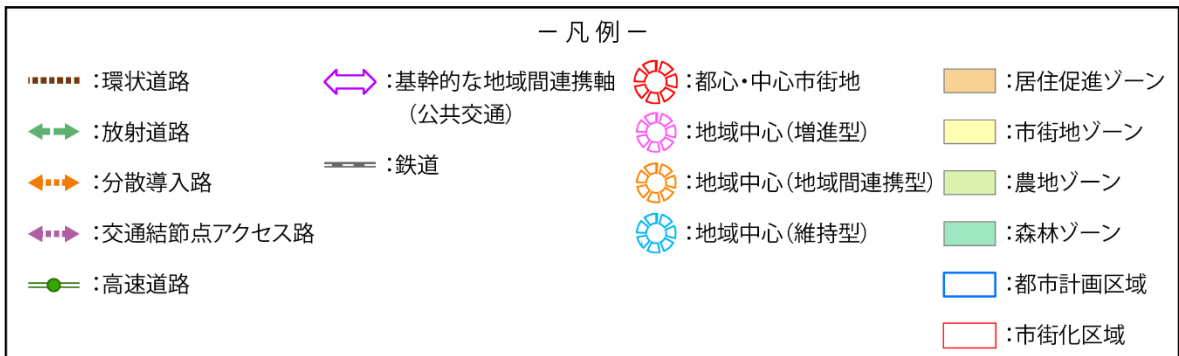 － 凡 例 －
：環状道路
：放射道路
：分散導入路
：交通結節点アクセス路
：高速道路
：基幹的な地域間連携軸
（公共交通）
：鉄道
：都心・中心市街地
：地域中心（増進型）
：地域中心（地域間連携型）
：地域中心（維持型）
：居住促進ゾーン
：市街地ゾーン
：農地ゾーン
：森林ゾーン
：都市計画区域
：市街化区域